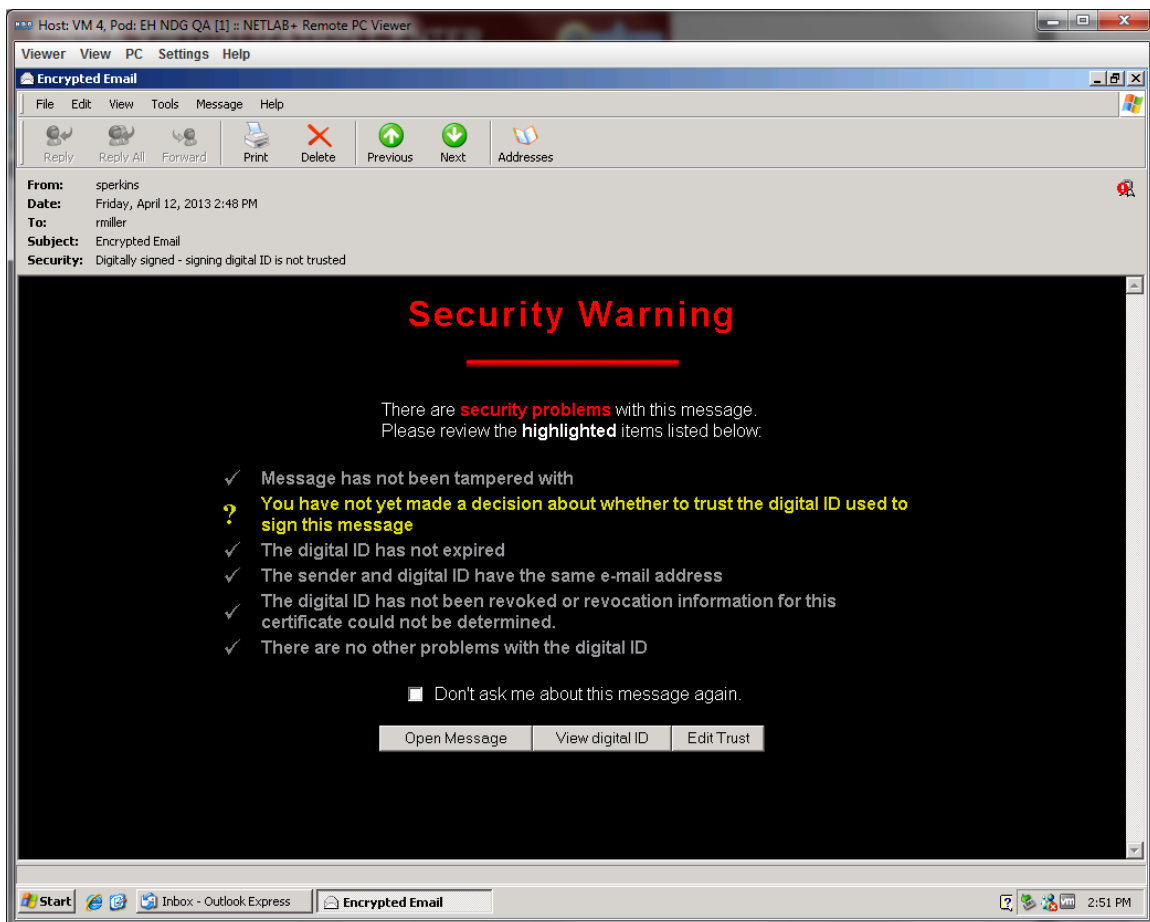 Host: VM 4, Pod: EH NDG QA [1] :: NETLAB+ Remote PC Viewer
Viewer View PC Settings Help
Encrypted Email
File Edit View Tools Message Help
Reply Reply All Forward Print Delete Previous Next Addresses
From: sperkins
Date: Friday, April 12, 2013 2:48 PM
To: rmiller
Subject: Encrypted Email
Security: Digitally signed - signing digital ID is not trusted
Security Warning
There are security problems with this message.
Please review the highlighted items listed below:
Message has not been tampered with
? You have not yet made a decision about whether to trust the digital ID used to
sign this message
The digital ID has not expired
The sender and digital ID have the same e-mail address
The digital ID has not been revoked or revocation information for this
certificate could not be determined.
There are no other problems with the digital ID
Don't ask me about this message again.
Open Message View digital ID Edit Trust
Start Inbox - Outlook Express Encrypted Email 2:51 PM